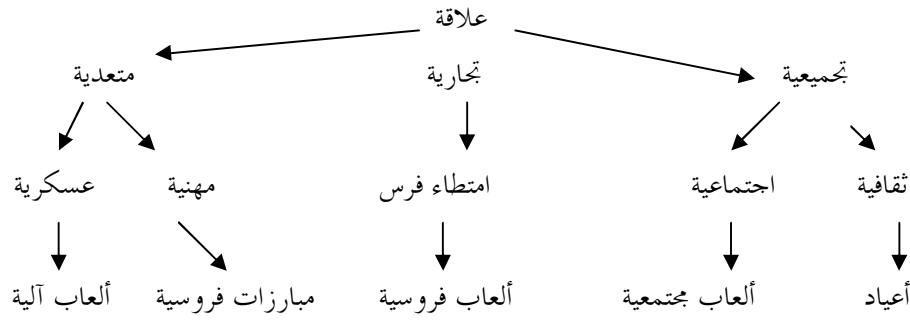 علاقة
تجميعية تجارية متعدية
ثقافية اجتماعية امتطاء فرس مهنية عسكرية
أعياد ألعاب مجتمعية ألعاب فروسية مبارزات فروسية ألعاب آلية